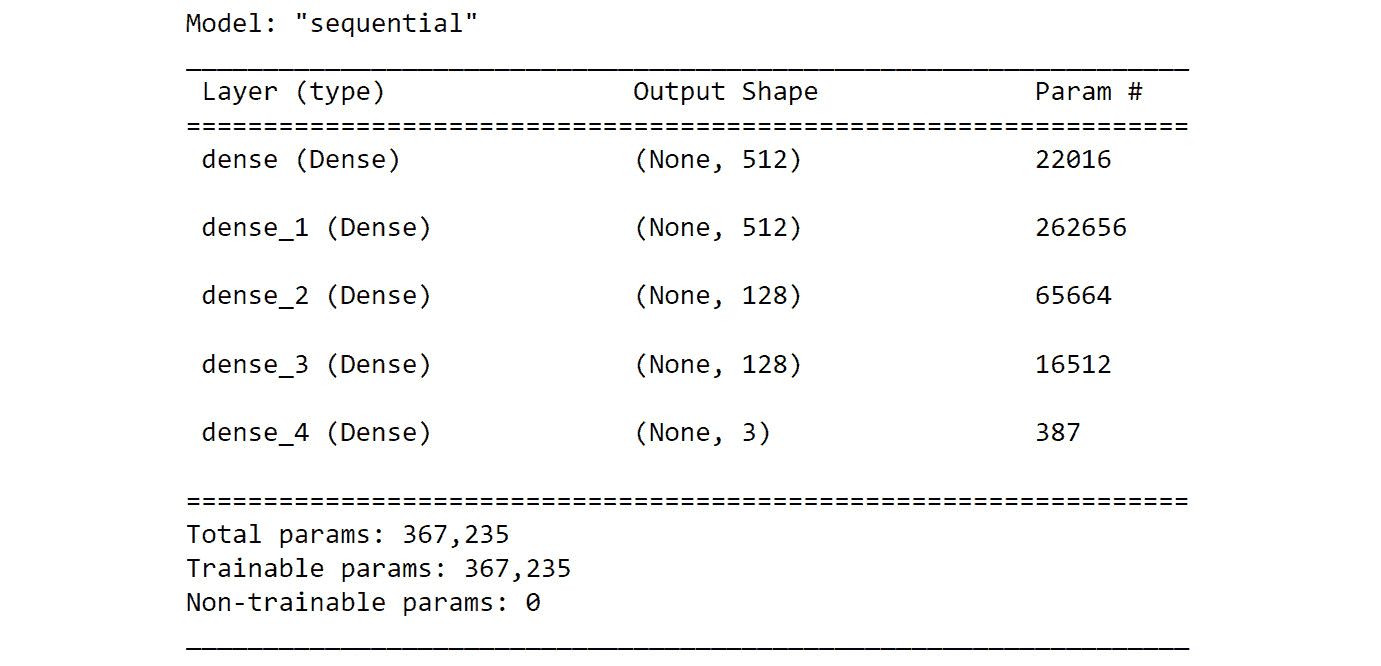 Model: "sequential"
_________________________________________________________________
Layer (type) Output Shape Param #
=================================================================
dense (Dense) (None, 512) 22016
dense_1 (Dense) (None, 512) 262656
dense_2 (Dense) (None, 128) 65664
dense_3 (Dense) (None, 128) 16512
dense_4 (Dense) (None, 3) 387
=================================================================
Total params: 367,235
Trainable params: 367,235
Non-trainable params: 0
_________________________________________________________________